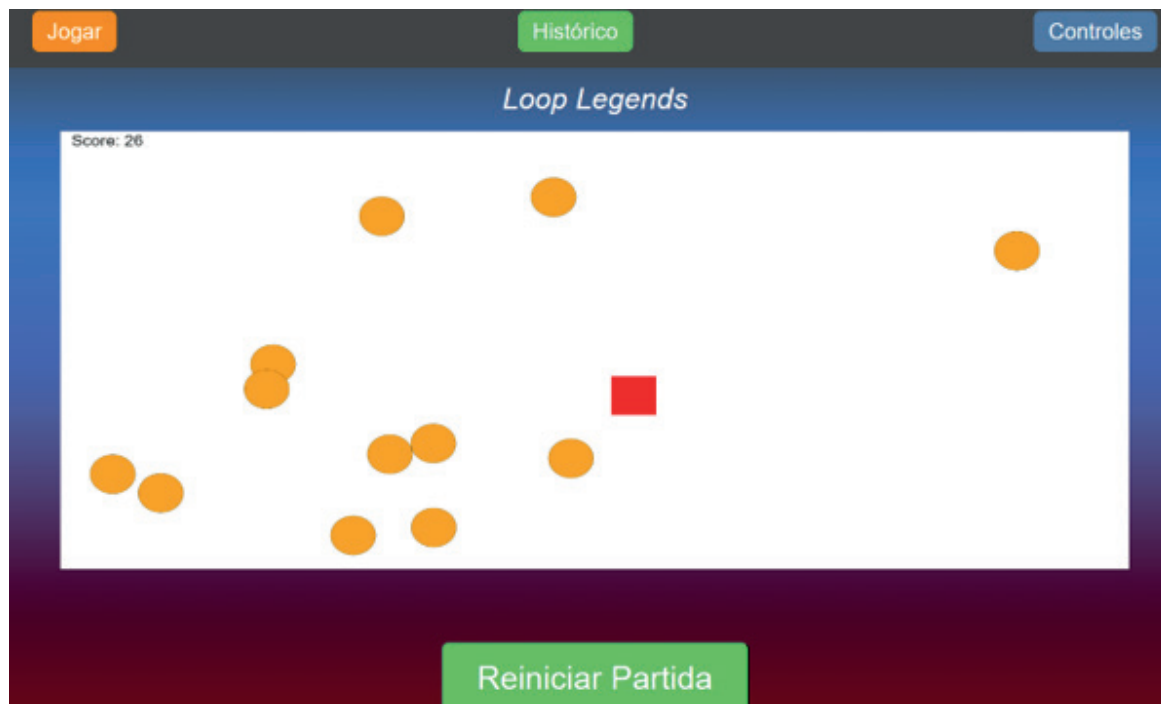 Jogar
Histórico
Controles
Loop Legends
Score: 26
Reiniciar Partida